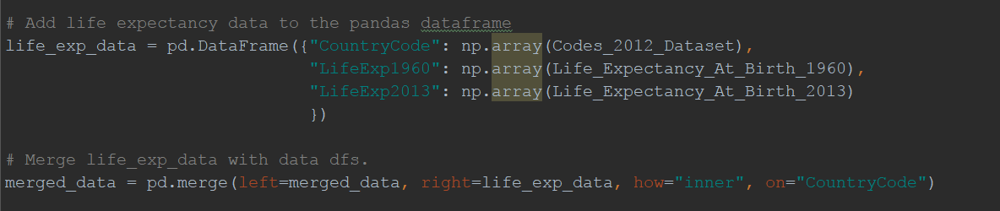 # Add life expectancy data to the pandas dataframe
life_exp_data = pd.DataFrame({"CountryCode": np.array(Codes_2012_Dataset),
"LifeExp1960": np.array(Life_Expectancy_At_Birth_1960),
"LifeExp2013": np.array(Life_Expectancy_At_Birth_2013)
})
# Merge life_exp_data with data dfs.
merged_data = pd.merge(left=merged_data, right=life_exp_data, how="inner", on="CountryCode")